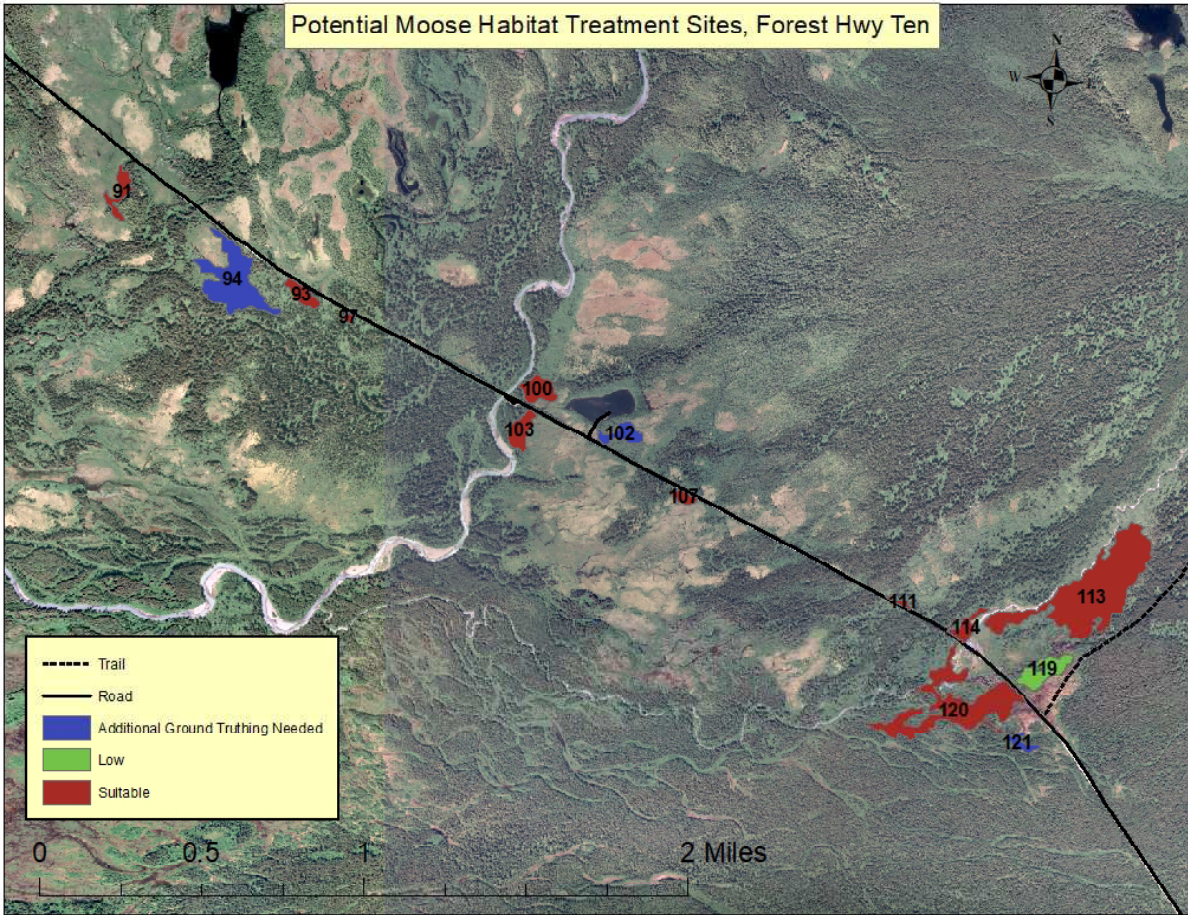 Potential Moose Habitat Treatment Sites, Forest Hwy Ten
N
W E
S
91
94
93
97
100
103
102
107
111
113
114
119
120
121
Trail
Road
Additional Ground Truthing Needed
Low
Suitable
0 0.5 1 2 Miles